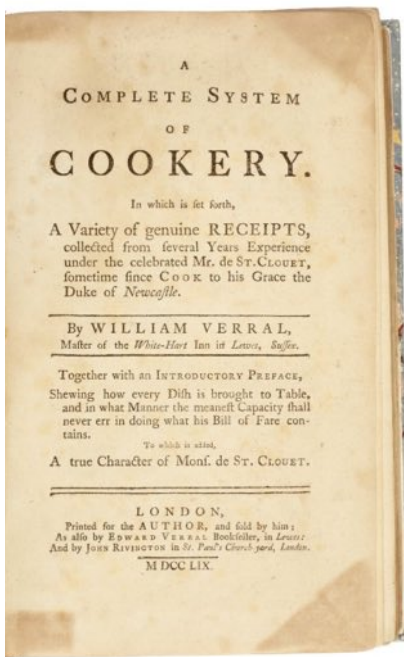 A
COMPLETE SYSTEM
OF
COOKERY.
In which is ſet forth,
A Variety of genuine RECEIPTS,
collected from ſeveral Years Experience
under the celebrated Mr. de ST. CLOUET,
ſometime ſince COOK to his Grace the
Duke of Newcaſtle.
By WILLIAM VERRAL,
Maſter of the White-Hart Inn in Lewes, Suſſex.
Together with an INTRODUCTORY PREFACE,
Shewing how every Diſh is brought to Table,
and in what Manner the meaneſt Capacity ſhall
never err in doing what his Bill of Fare con-
tains.
To which is added,
A true Character of Monſ. de ST. CLOUET.
LONDON,
Printed for the AUTHOR, and ſold by him;
As alſo by EDWARD VERRAL Bookſeller, in Lewes:
And by JOHN RIVINGTON in St. Paul's Church-yard, London.
M DCC LIX.